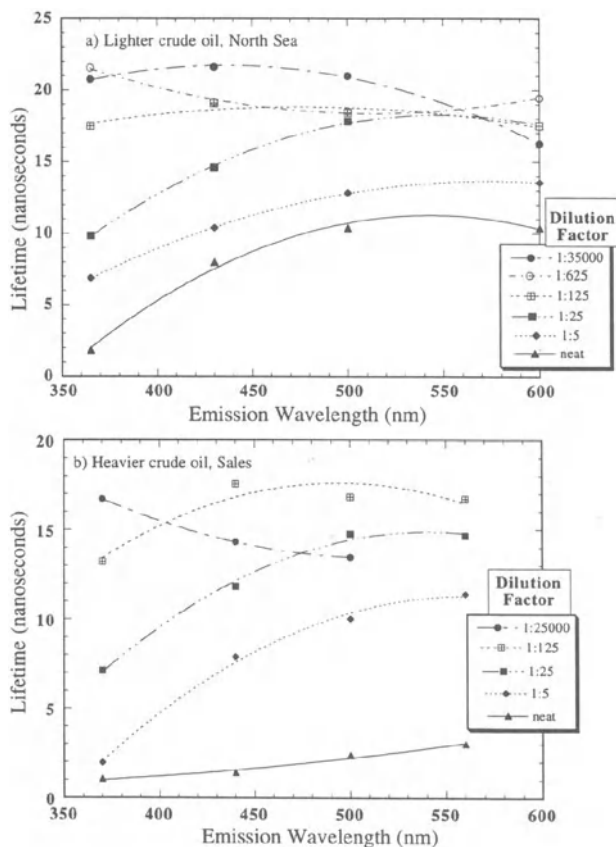 a) Lighter crude oil, North Sea
25
20
15
10
5
0
Lifetime (nanoseconds)
350 400 450 500 550 600
Emission Wavelength (nm)
Dilution
Factor
1:35000
1:625
1:125
1:25
1:5
neat
b) Heavier crude oil, Sales
20
15
10
5
0
Lifetime (nanoseconds)
350 400 450 500 550 600
Emission Wavelength (nm)
Dilution
Factor
1:25000
1:125
1:25
1:5
neat